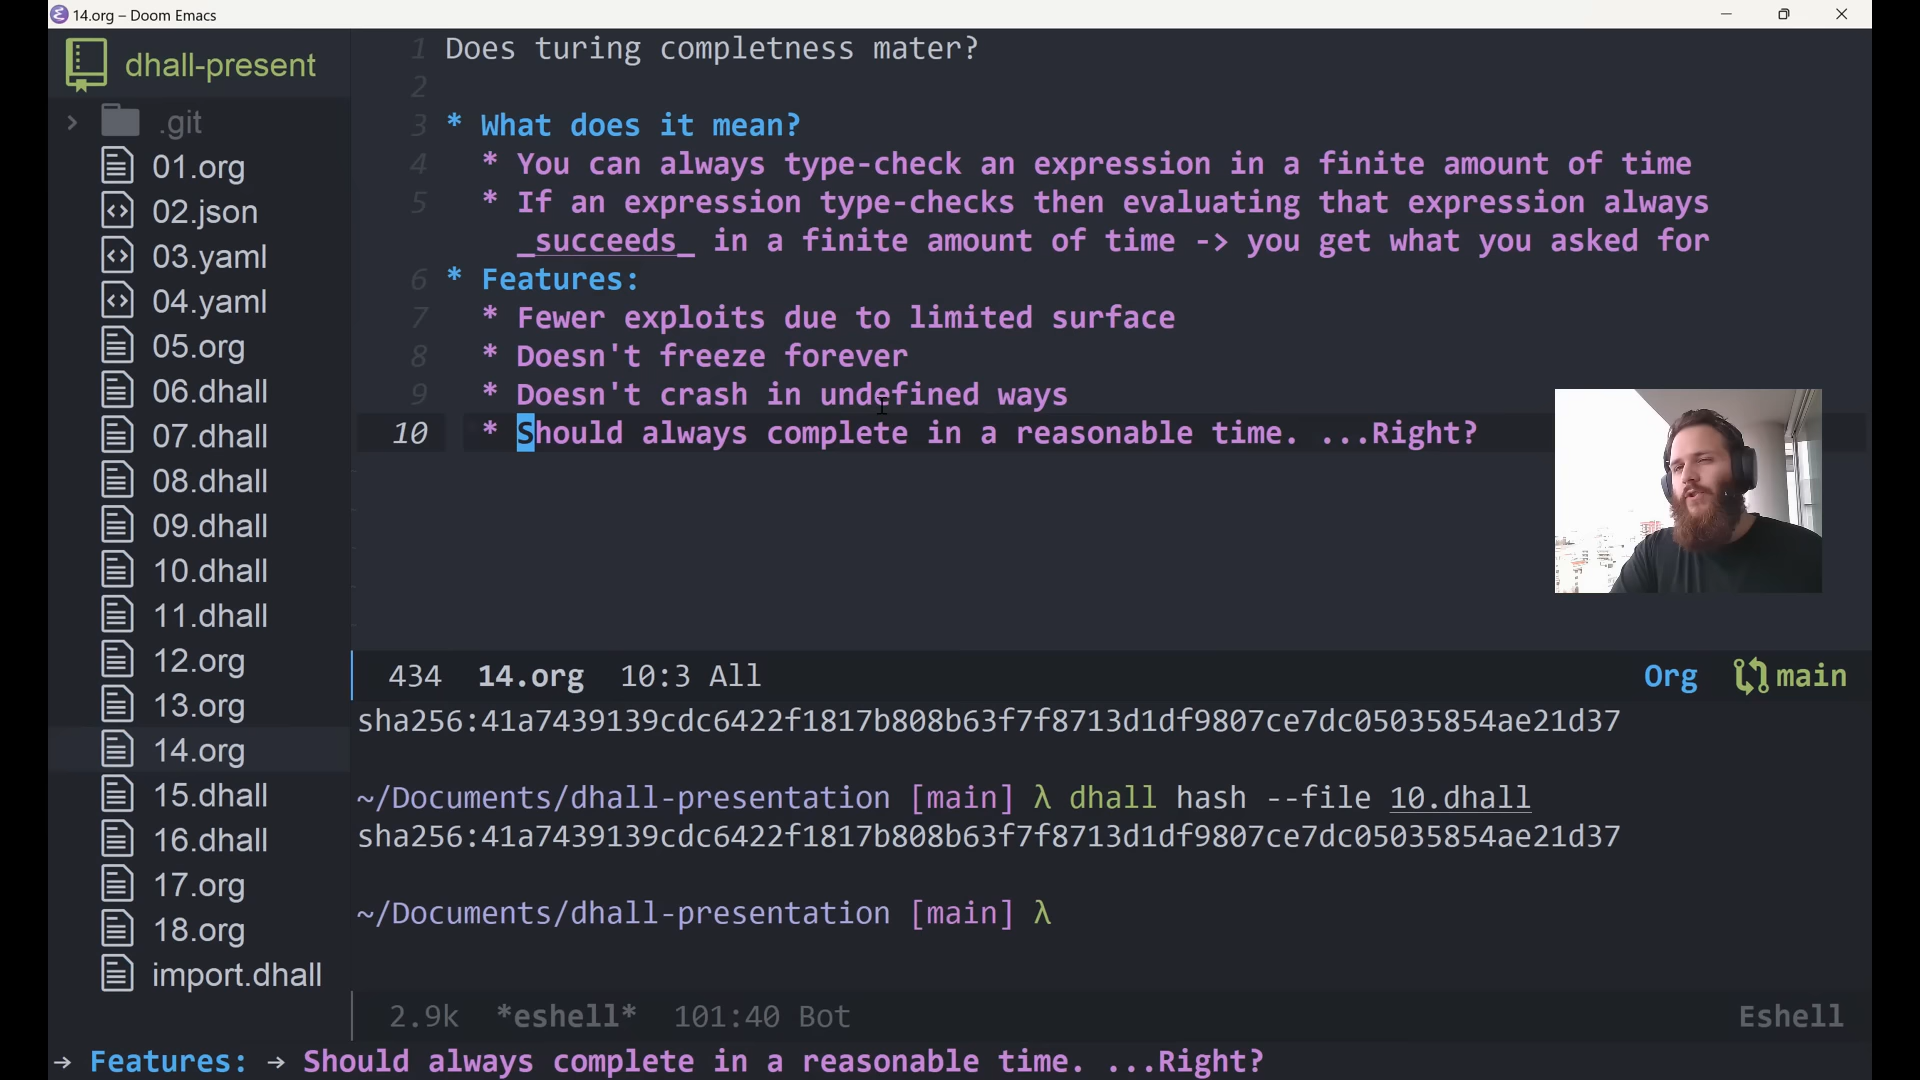 14.org – Doom Emacs
dhall-present
.git
01.org
02.json
03.yaml
04.yaml
05.org
06.dhall
07.dhall
08.dhall
09.dhall
10.dhall
11.dhall
12.org
13.org
14.org
15.dhall
16.dhall
17.org
18.org
import.dhall
1 Does turing completness mater?
2
3 * What does it mean?
4 * You can always type-check an expression in a finite amount of time
5 * If an expression type-checks then evaluating that expression always
_succeeds_ in a finite amount of time -> you get what you asked for
6 * Features:
7 * Fewer exploits due to limited surface
8 * Doesn't freeze forever
9 * Doesn't crash in undefined ways
10 * Should always complete in a reasonable time. ...Right?
434 14.org 10:3 All Org main
sha256:41a7439139cdc6422f1817b808b63f7f8713d1df9807ce7dc05035854ae21d37
~/Documents/dhall-presentation [main] λ dhall hash --file 10.dhall
sha256:41a7439139cdc6422f1817b808b63f7f8713d1df9807ce7dc05035854ae21d37
~/Documents/dhall-presentation [main] λ
2.9k *eshell* 101:40 Bot Eshell
→ Features: → Should always complete in a reasonable time. ...Right?